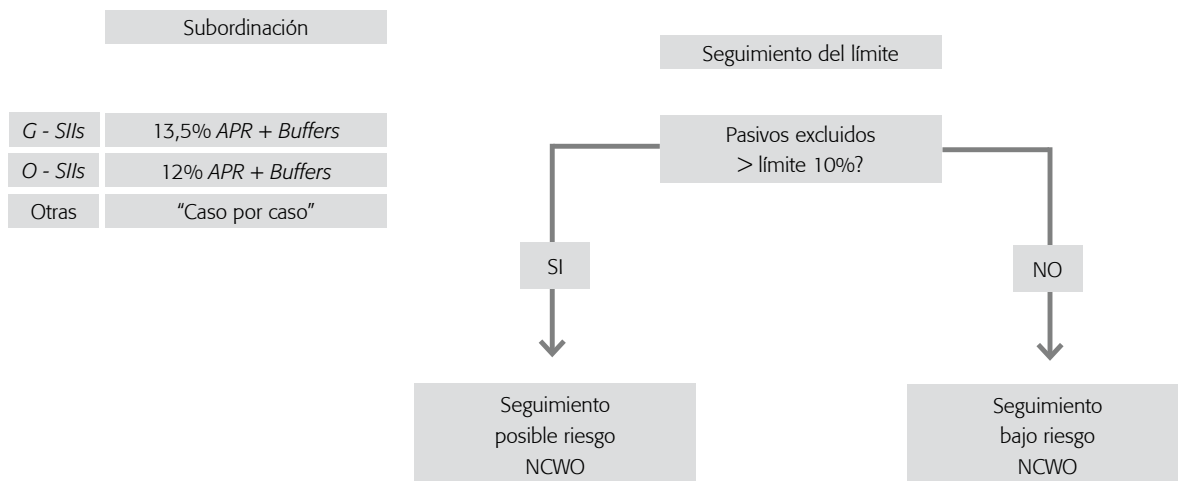 Subordinación
G - SIIs 13,5% APR + Buffers
O - SIIs 12% APR + Buffers
Otras “Caso por caso”
Seguimiento del límite
Pasivos excluidos
> límite 10%?
SI
NO
Seguimiento
posible riesgo
NCWO
Seguimiento
bajo riesgo
NCWO